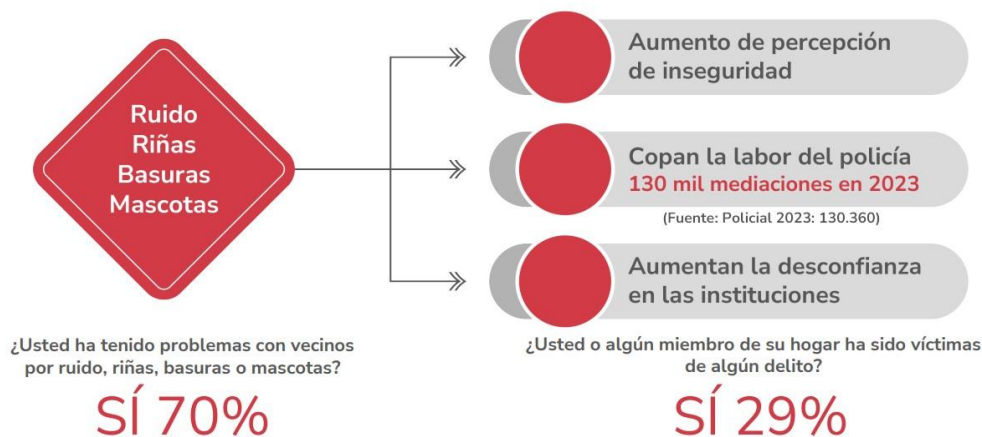 Ruido
Riñas
Basuras
Mascotas
Aumento de percepción
de inseguridad
Copan la labor del policía
130 mil mediaciones en 2023
(Fuente: Policial 2023: 130.360)
Aumentan la desconfianza
en las instituciones
¿Usted ha tenido problemas con vecinos
por ruido, riñas, basuras o mascotas?
SÍ 70%
¿Usted o algún miembro de su hogar ha sido víctimas
de algún delito?
SÍ 29%